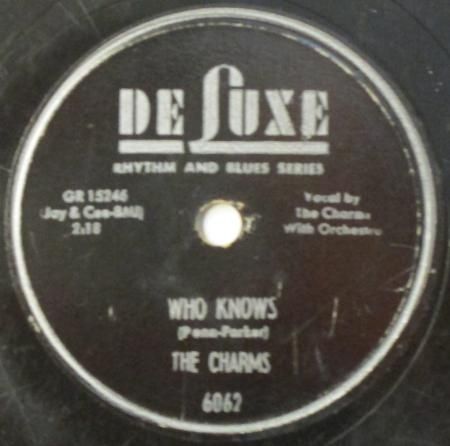 DE LUXE
RHYTHM AND BLUES SERIES
GR 15246
(Jay & Cee-BMI)
2:18
Vocal by
The Charms
With Orchestra
WHO KNOWS
(Penn-Parker)
THE CHARMS
6062